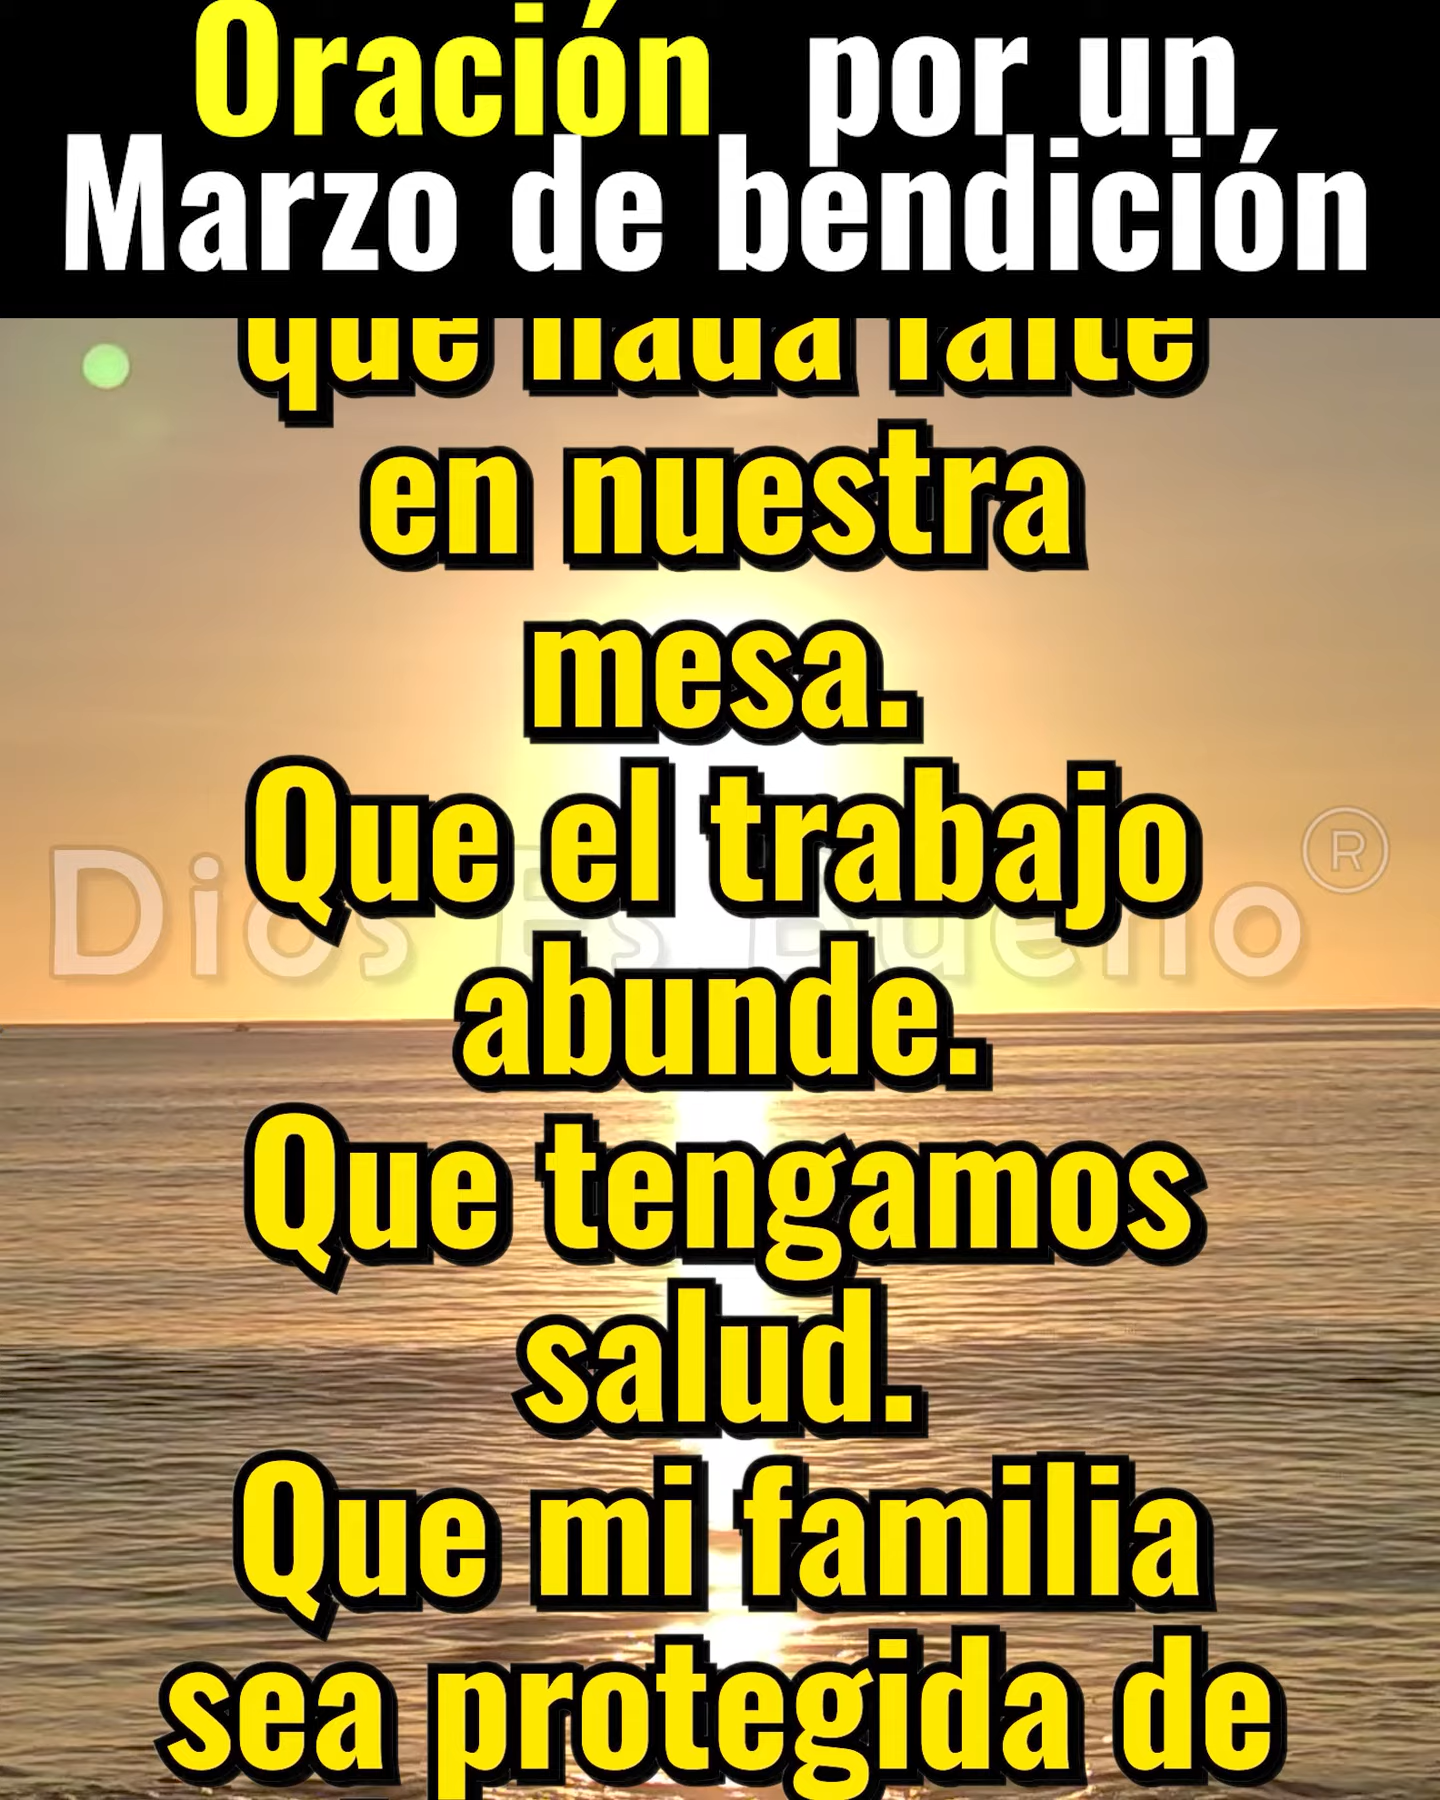 Oración por un
Marzo de bendición
que nada falte
en nuestra
mesa.
Que el trabajo
abunde.
Que tengamos
salud.
Que mi familia
sea protegida de
Dios Es Bueno®